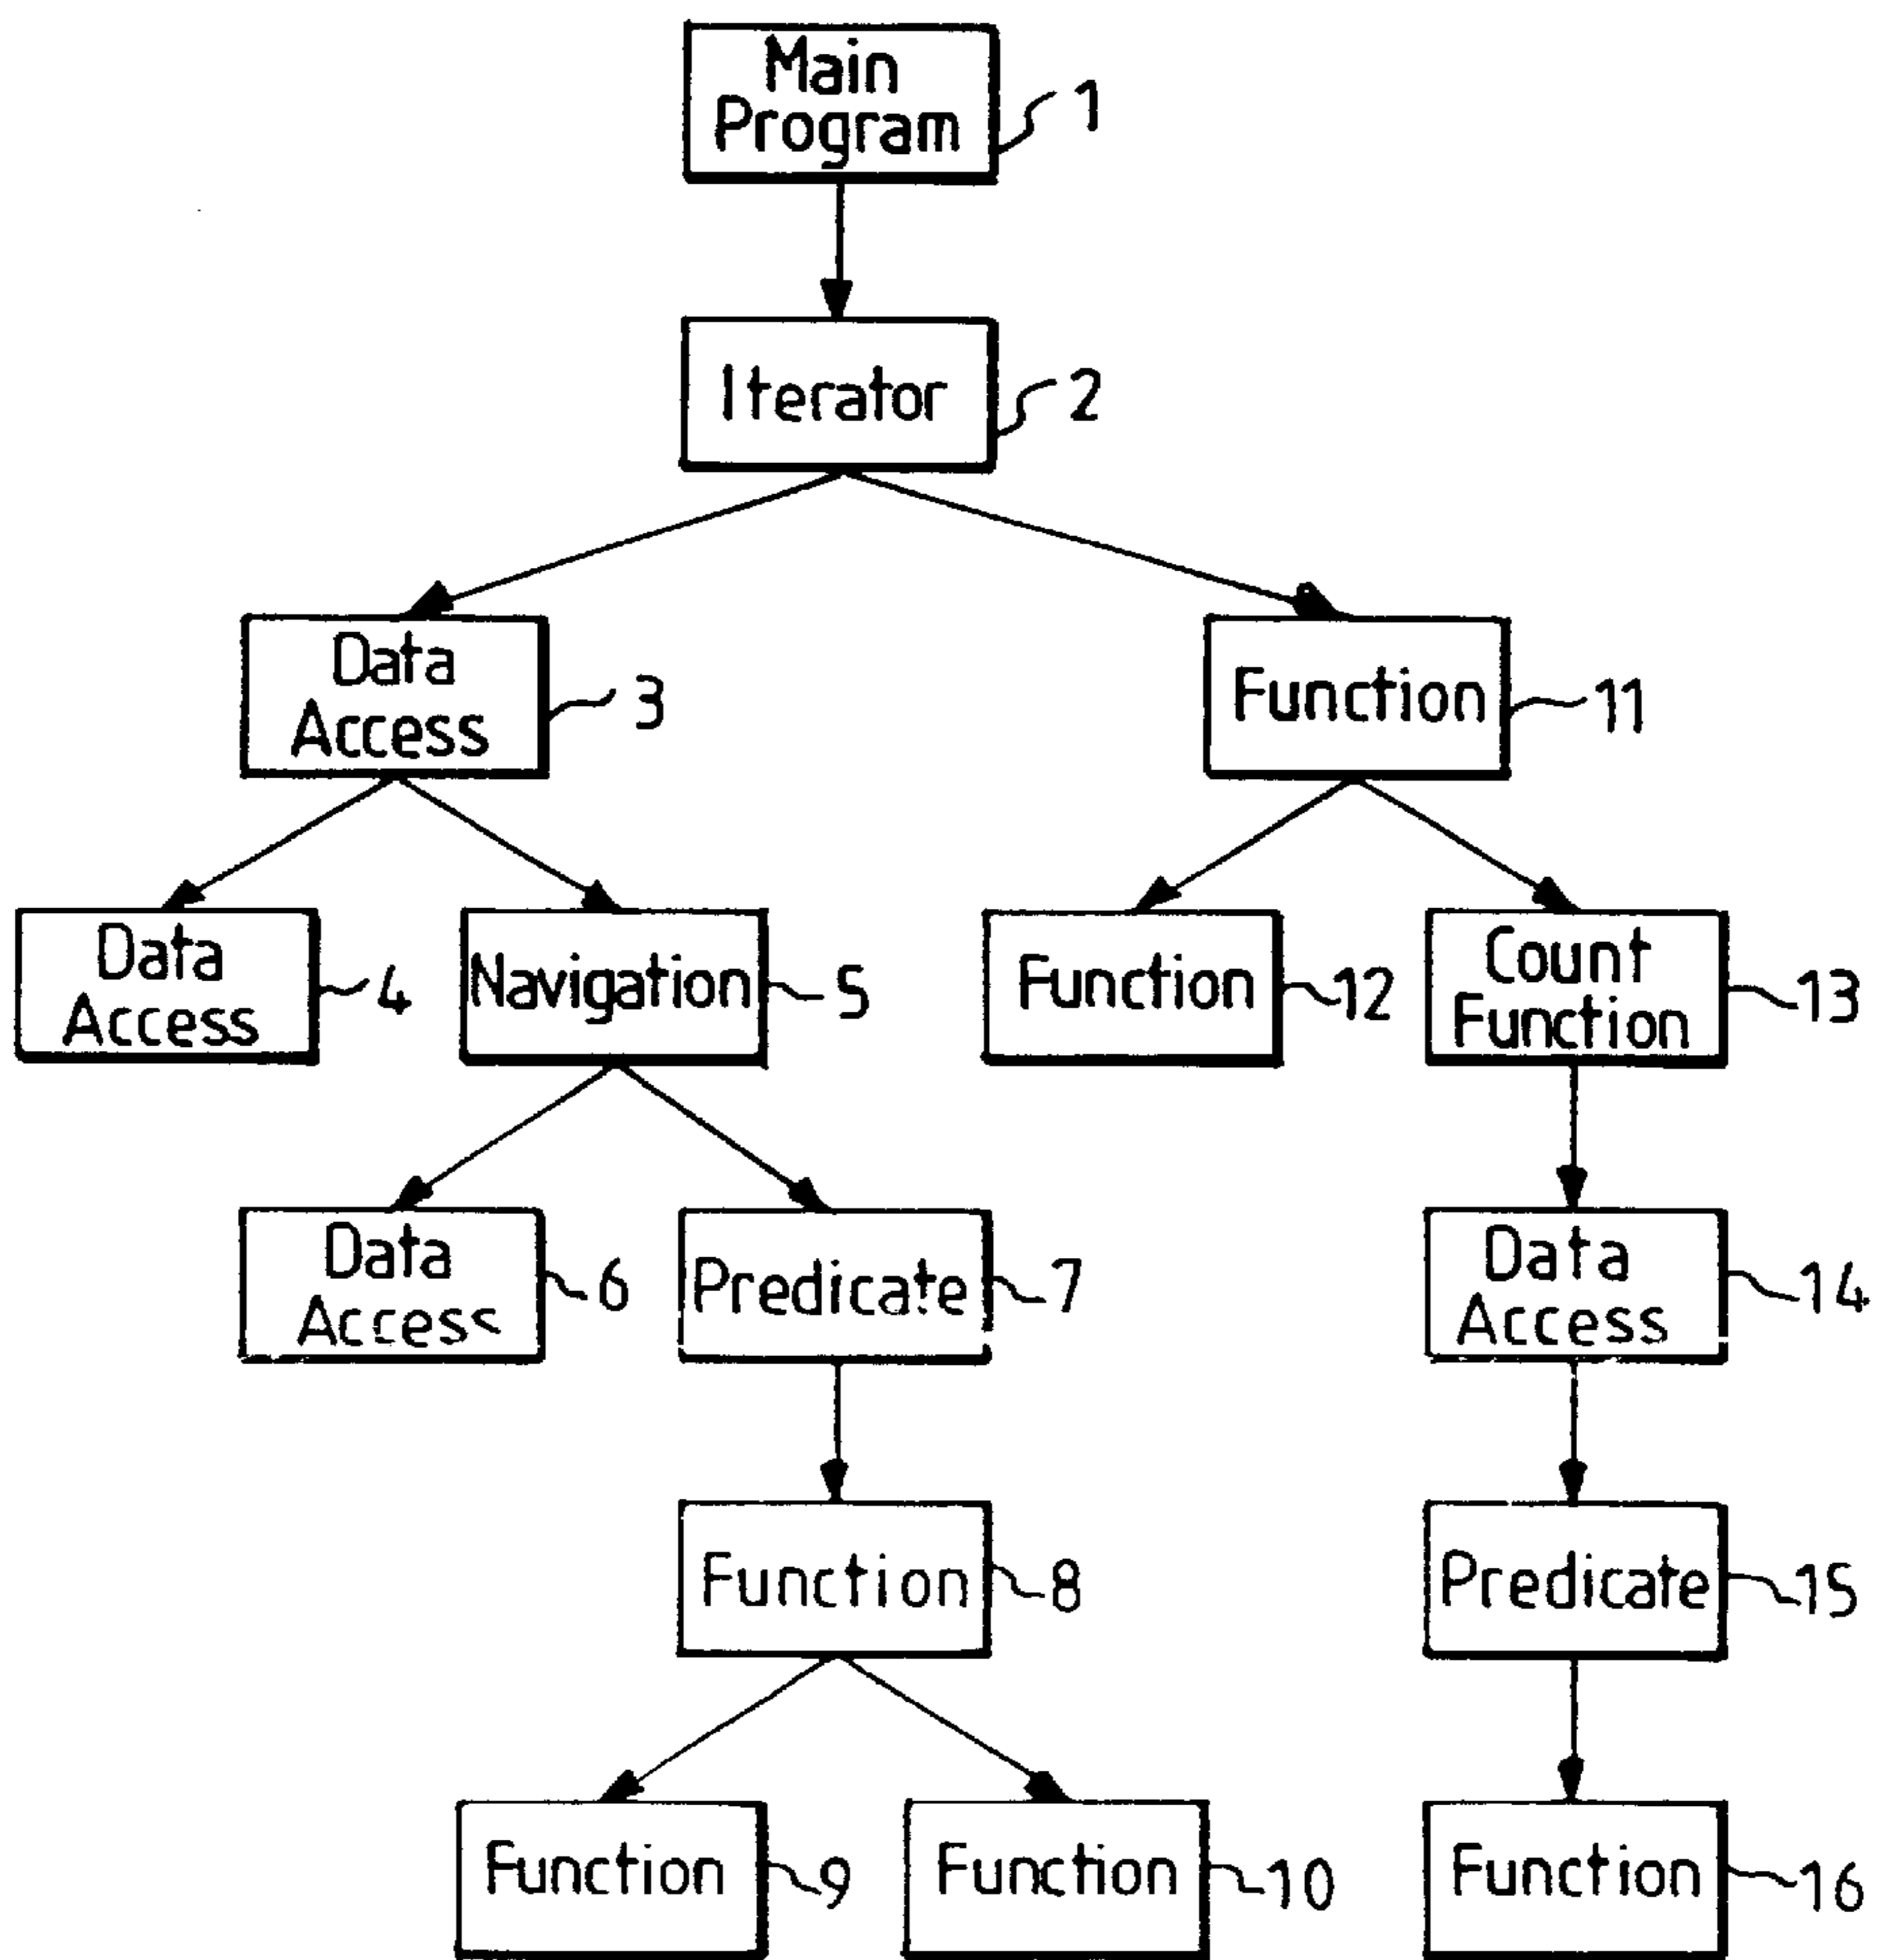 Main
Program
1
Iterator
2
Data
Access
3
Function
11
Data
Access
4
Navigation
5
Function
12
Count
Function
13
Data
Access
6
Predicate
7
Data
Access
14
Function
8
Predicate
15
Function
9
Function
10
Function
16